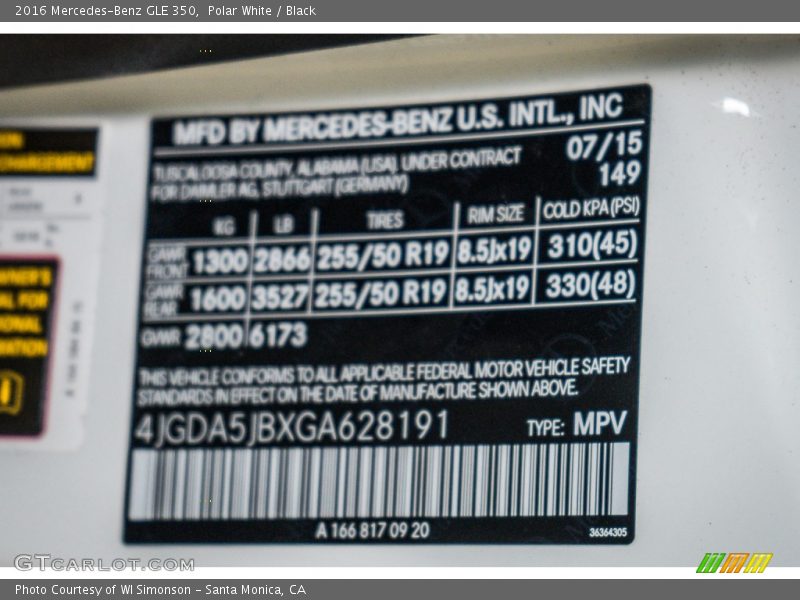 2016 Mercedes-Benz GLE 350, Polar White / Black
MFD BY MERCEDES-BENZ U.S. INTL., INC
TUSCALOOSA COUNTY, ALABAMA (USA), UNDER CONTRACT
FOR DAIMLER AG, STUTTGART (GERMANY)
07/15
149
KG LB TIRES RIM SIZE COLD KPA (PSI)
GAWR FRONT 1300 2866 255/50 R19 8.5Jx19 310(45)
GAWR REAR 1600 3527 255/50 R19 8.5Jx19 330(48)
GVWR 2800 6173
THIS VEHICLE CONFORMS TO ALL APPLICABLE FEDERAL MOTOR VEHICLE SAFETY
STANDARDS IN EFFECT ON THE DATE OF MANUFACTURE SHOWN ABOVE.
4JGDA5JBXGA628191 TYPE: MPV
A 166 817 09 20
36364305
GTcarlot.com
Photo Courtesy of WI Simonson - Santa Monica, CA